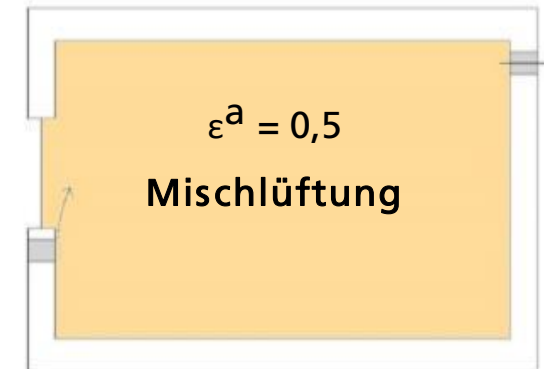 εᵃ = 0,5
Mischlüftung